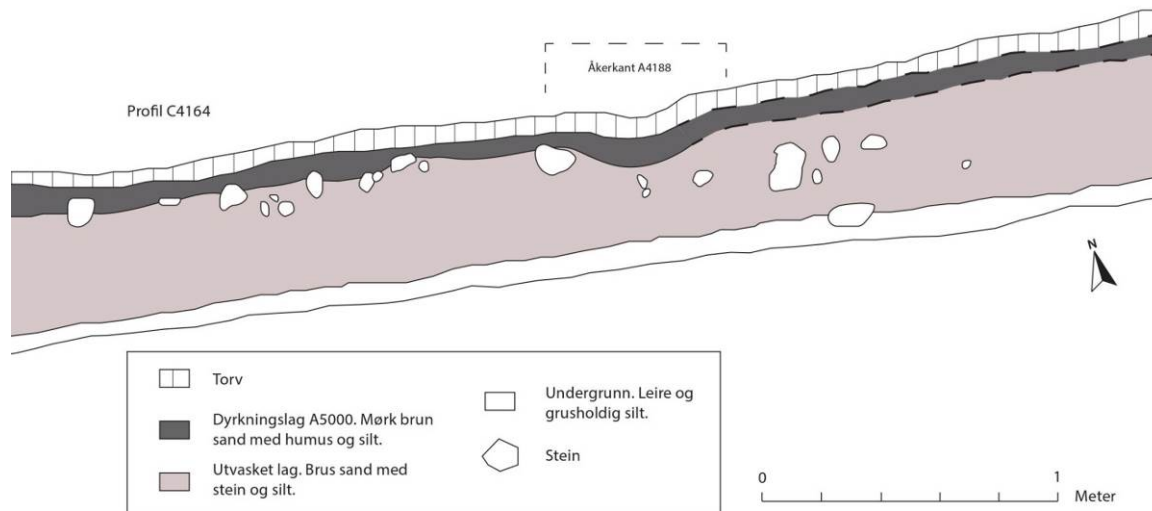 Åkerkant A4188
Profil C4164
N
Torv
Dyrkningslag A5000. Mørk brun
sand med humus og silt.
Utvasket lag. Brus sand med
stein og silt.
Undergrunn. Leire og
grusholdig silt.
Stein
0 1
Meter